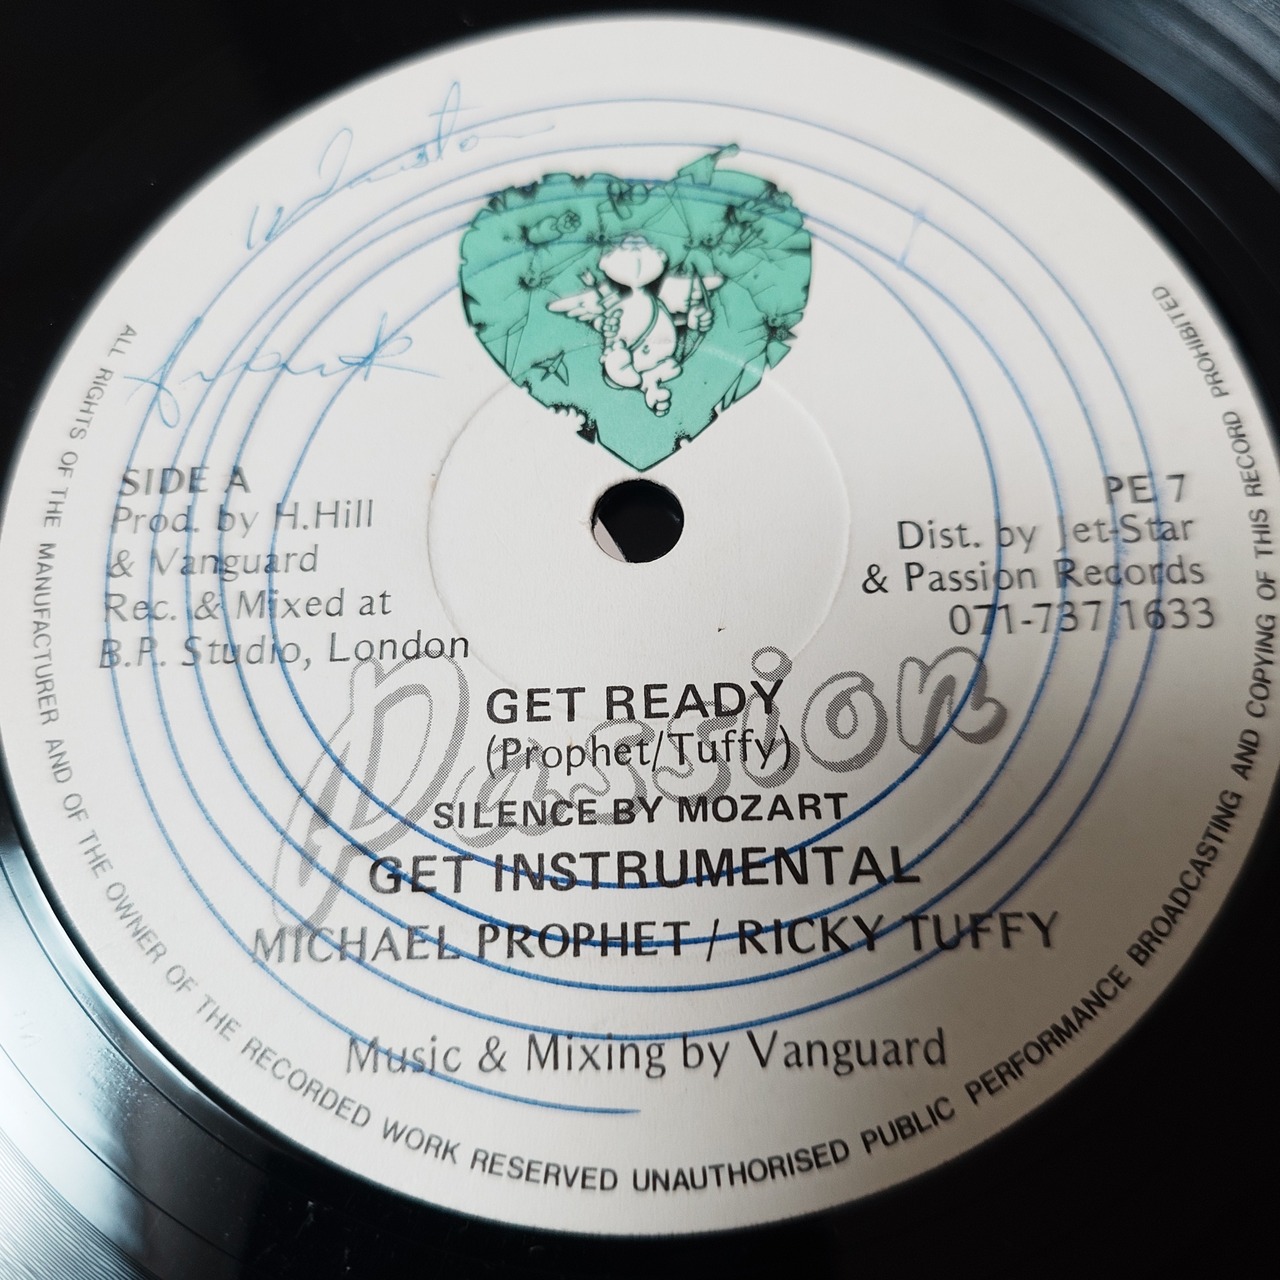 SIDE A
Prod. by H.Hill
& Vanguard
Rec. & Mixed at
B.P. Studio, London
PE 7
Dist. by Jet-Star
& Passion Records
071-737 1633
Passion
GET READY
(Prophet/Tuffy)
SILENCE BY MOZART
GET INSTRUMENTAL
MICHAEL PROPHET / RICKY TUFFY
Music & Mixing by Vanguard
ALL RIGHTS OF THE MANUFACTURER AND OF THE OWNER OF THE RECORDED WORK RESERVED UNAUTHORISED PUBLIC PERFORMANCE BROADCASTING AND COPYING OF THIS RECORD PROHIBITED